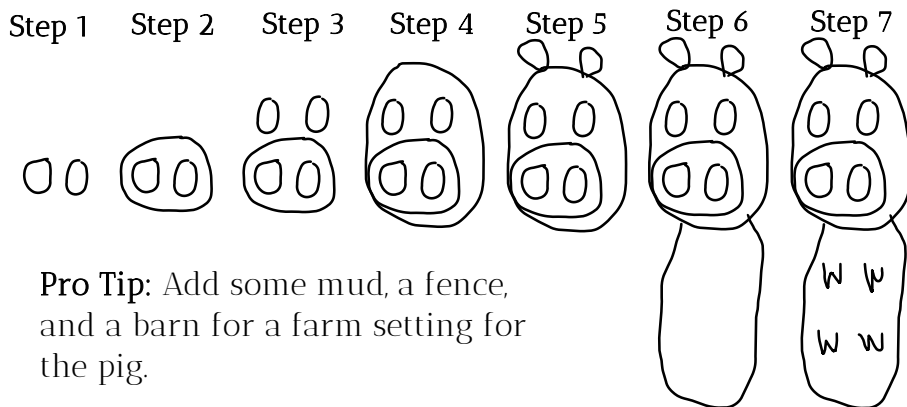 Step 1 Step 2 Step 3 Step 4 Step 5 Step 6 Step 7
Pro Tip: Add some mud, a fence,
and a barn for a farm setting for
the pig.